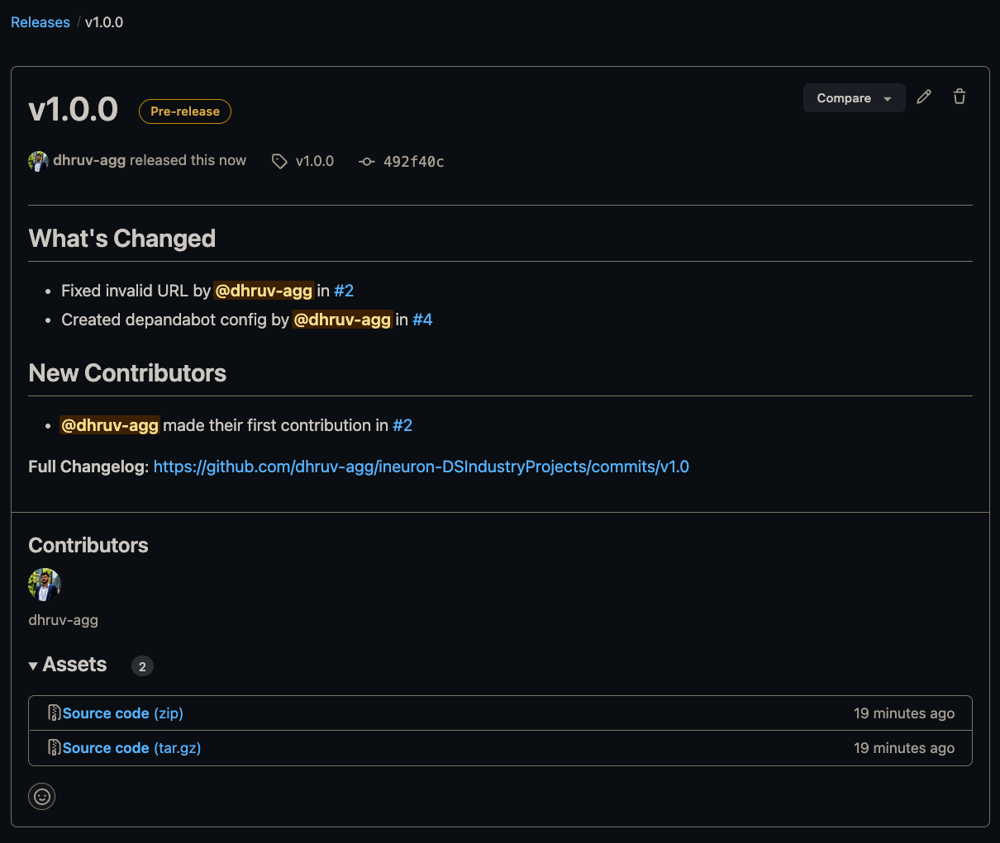 Releases / v1.0.0
v1.0.0 Pre-release Compare
dhruv-agg released this now v1.0.0 492f40c
What's Changed
• Fixed invalid URL by @dhruv-agg in #2
• Created depandabot config by @dhruv-agg in #4
New Contributors
• @dhruv-agg made their first contribution in #2
Full Changelog: https://github.com/dhruv-agg/ineuron-DSIndustryProjects/commits/v1.0
Contributors
dhruv-agg
Assets 2
Source code (zip) 19 minutes ago
Source code (tar.gz) 19 minutes ago